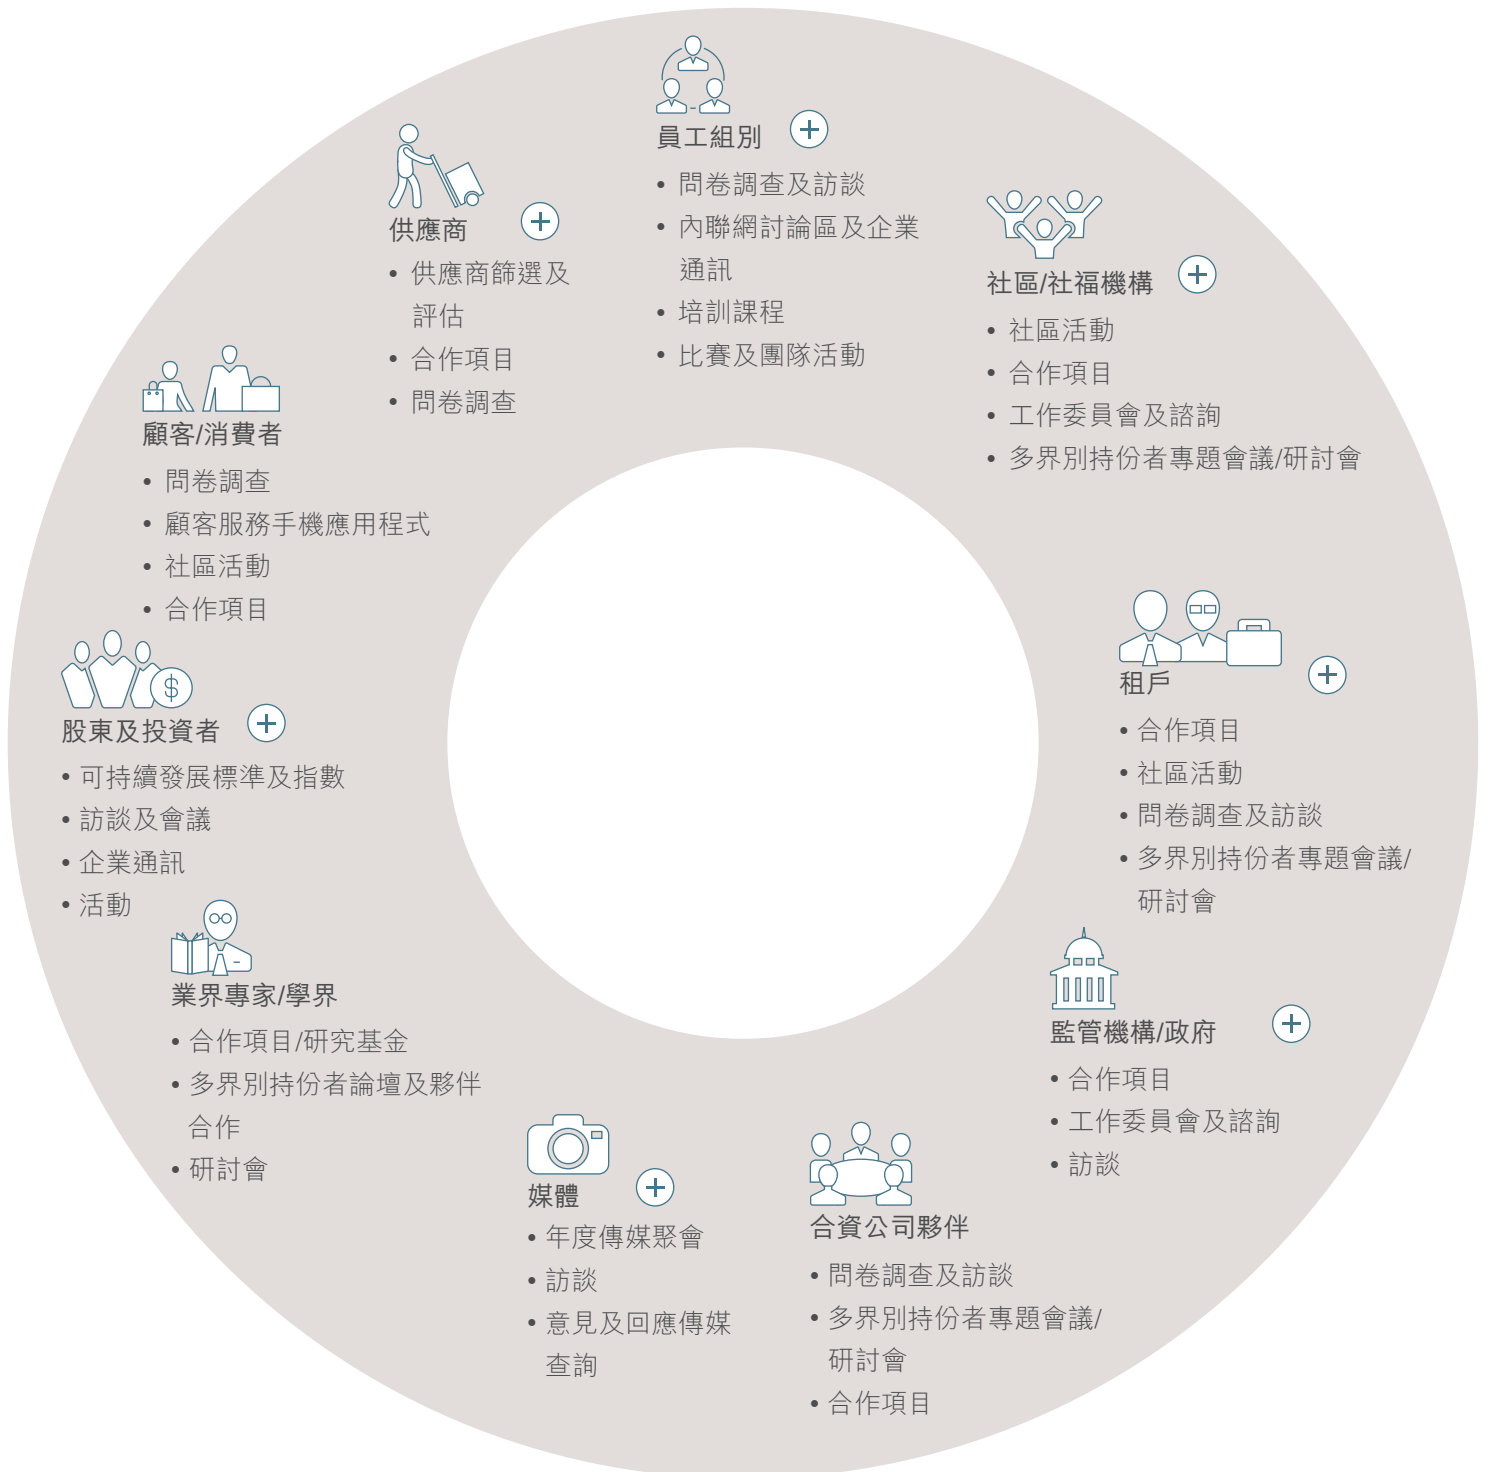 員工組別
• 問卷調查及訪談
• 內聯網討論區及企業
通訊
• 培訓課程
• 比賽及團隊活動
社區/社福機構
• 社區活動
• 合作項目
• 工作委員會及諮詢
• 多界別持份者專題會議/研討會
租戶
• 合作項目
• 社區活動
• 問卷調查及訪談
• 多界別持份者專題會議/
研討會
監管機構/政府
• 合作項目
• 工作委員會及諮詢
• 訪談
合資公司夥伴
• 問卷調查及訪談
• 多界別持份者專題會議/
研討會
• 合作項目
媒體
• 年度傳媒聚會
• 訪談
• 意見及回應傳媒
查詢
業界專家/學界
• 合作項目/研究基金
• 多界別持份者論壇及夥伴
合作
• 研討會
$
股東及投資者
• 可持續發展標準及指數
• 訪談及會議
• 企業通訊
• 活動
顧客/消費者
• 問卷調查
• 顧客服務手機應用程式
• 社區活動
• 合作項目
供應商
• 供應商篩選及
評估
• 合作項目
• 問卷調查